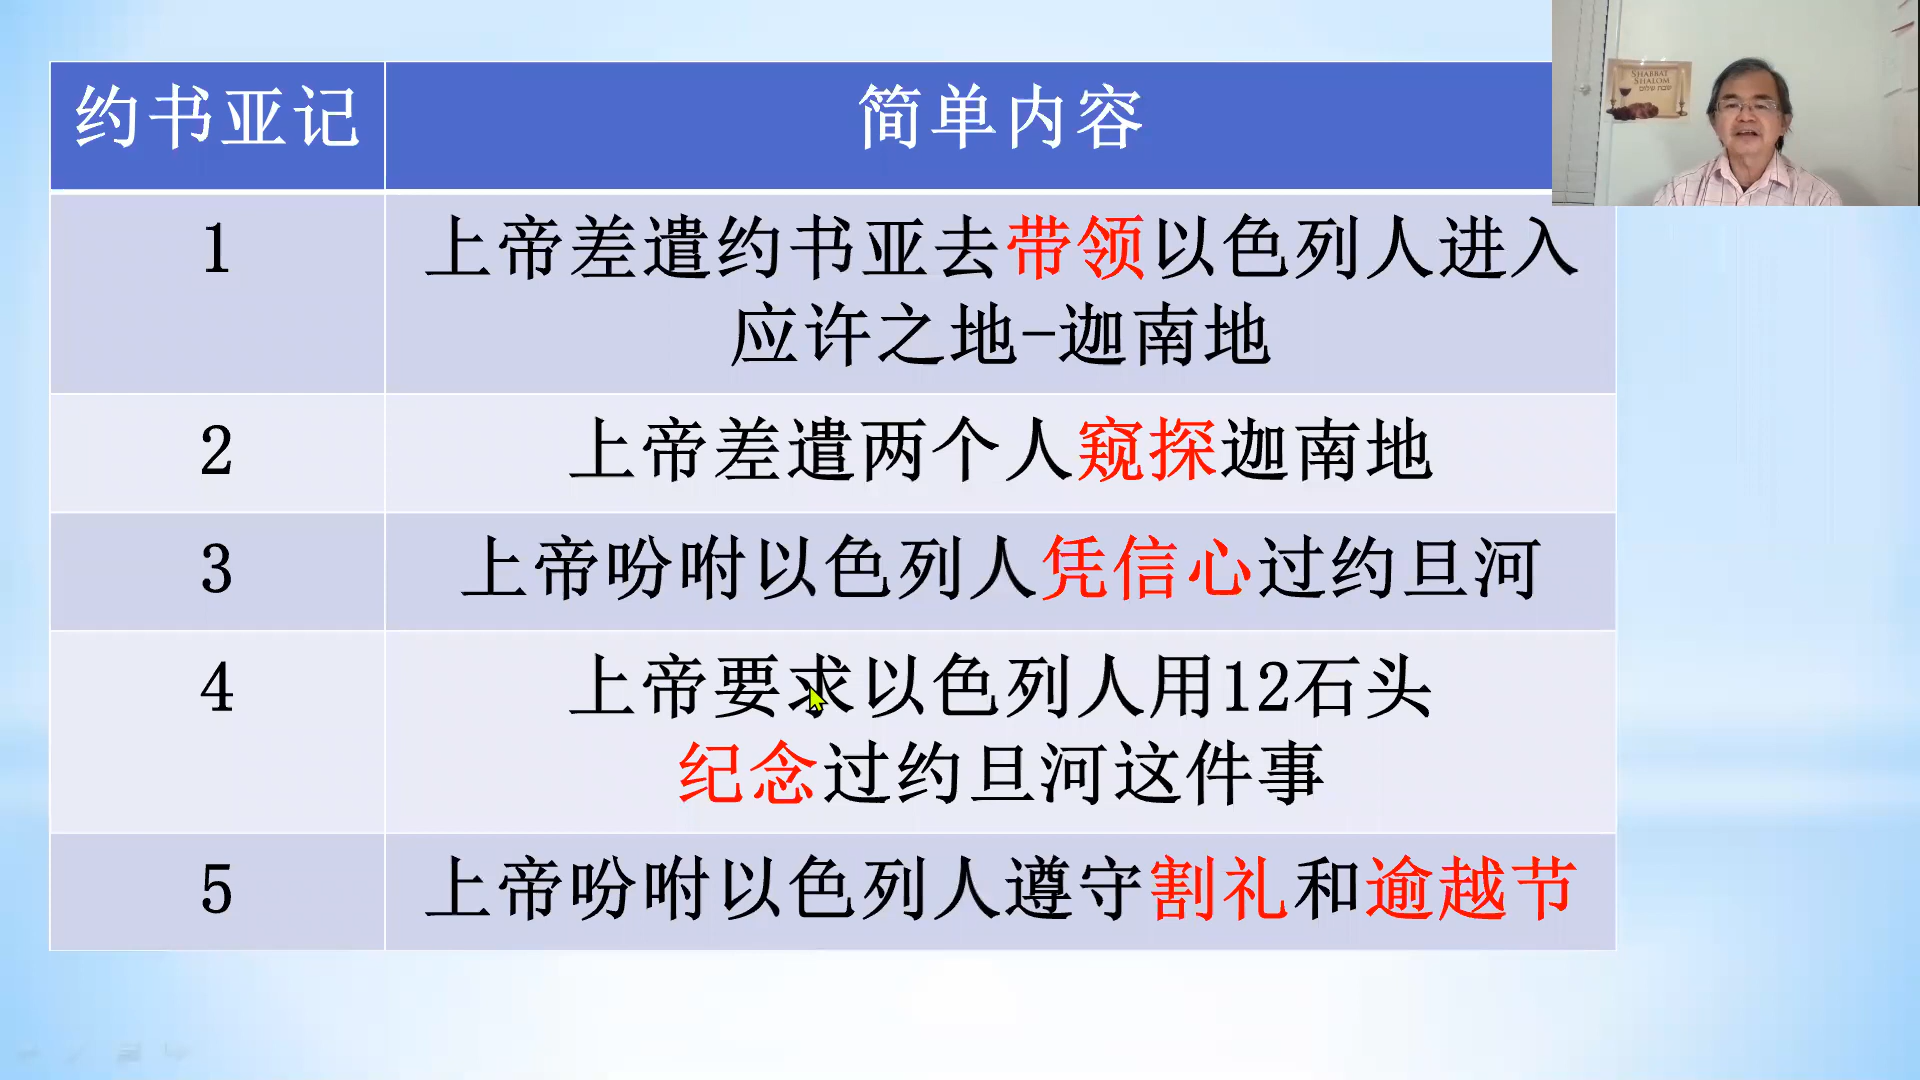 约书亚记
简单内容
1
上帝差遣约书亚去带领以色列人进入
应许之地-迦南地
2
上帝差遣两个人窥探迦南地
3
上帝吩咐以色列人凭信心过约旦河
4
上帝要求以色列人用12石头
纪念过约旦河这件事
5
上帝吩咐以色列人遵守割礼和逾越节
SHABBAT
SHALOM
שבת שלום